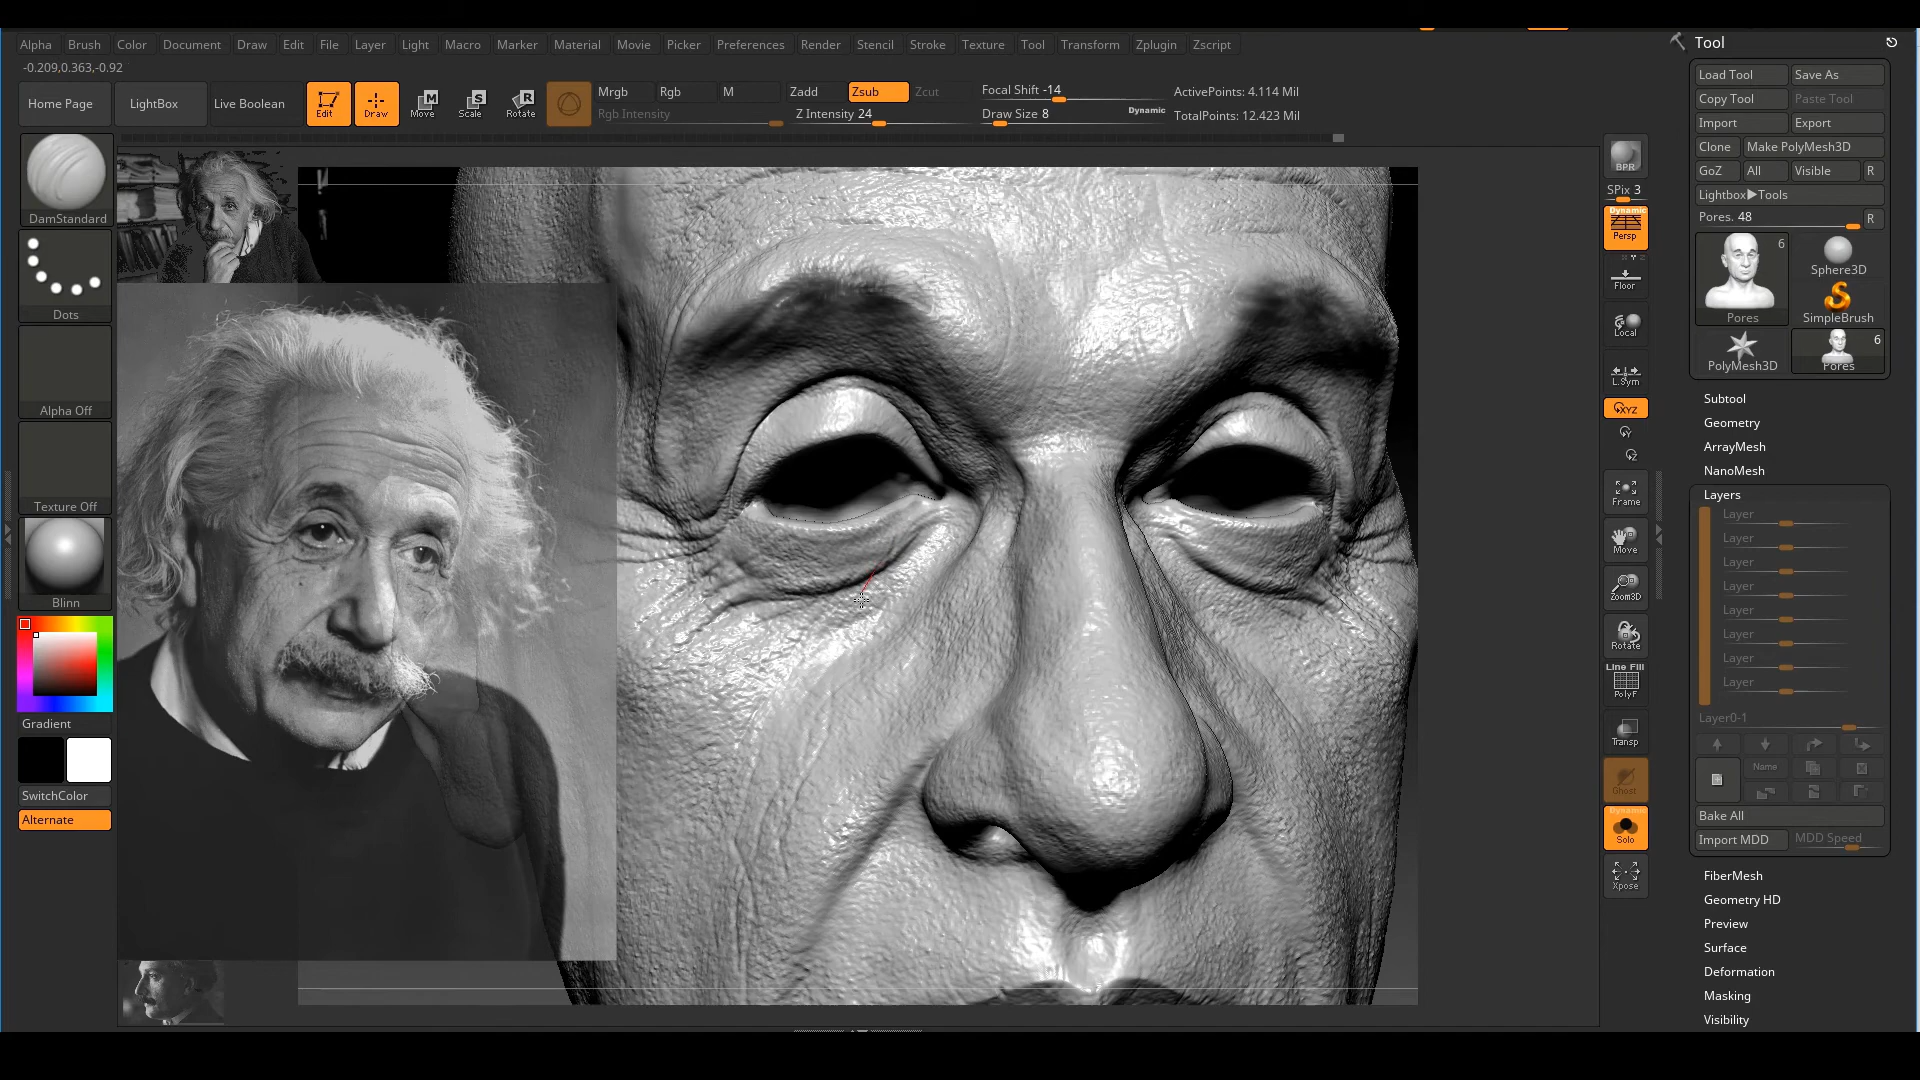 Alpha Brush Color Document Draw Edit File Layer Light Macro Marker Material Movie Picker Preferences Render Stencil Stroke Texture Tool Transform Zplugin Zscript
-0.209,0.363,-0.92
Home Page LightBox Live Boolean Edit Draw Move Scale Rotate
M S R
Mrgb Rgb M Zadd Zsub Zcut
Rgb Intensity Z Intensity 24
Focal Shift -14
Draw Size 8 Dynamic
ActivePoints: 4.114 Mil
TotalPoints: 12.423 Mil
DamStandard
Dots
Alpha Off
Texture Off
Blinn
Gradient
SwitchColor
Alternate
BPR
SPix 3
Dynamic
Persp
Floor
Local
L.Sym
XYZ
Y
Z
Frame
Move
Zoom3D
Rotate
Line Fill
PolyF
Transp
Ghost
Dynamic
Solo
Xpose
Tool
Load Tool Save As
Copy Tool Paste Tool
Import Export
Clone Make PolyMesh3D
GoZ All Visible R
Lightbox▶Tools
Pores. 48 R
6
Pores
Sphere3D
SimpleBrush
PolyMesh3D
6
Pores
Subtool
Geometry
ArrayMesh
NanoMesh
Layers
Layer
Layer
Layer
Layer
Layer
Layer
Layer
Layer
Layer0-1
Name
Bake All
Import MDD MDD Speed
FiberMesh
Geometry HD
Preview
Surface
Deformation
Masking
Visibility